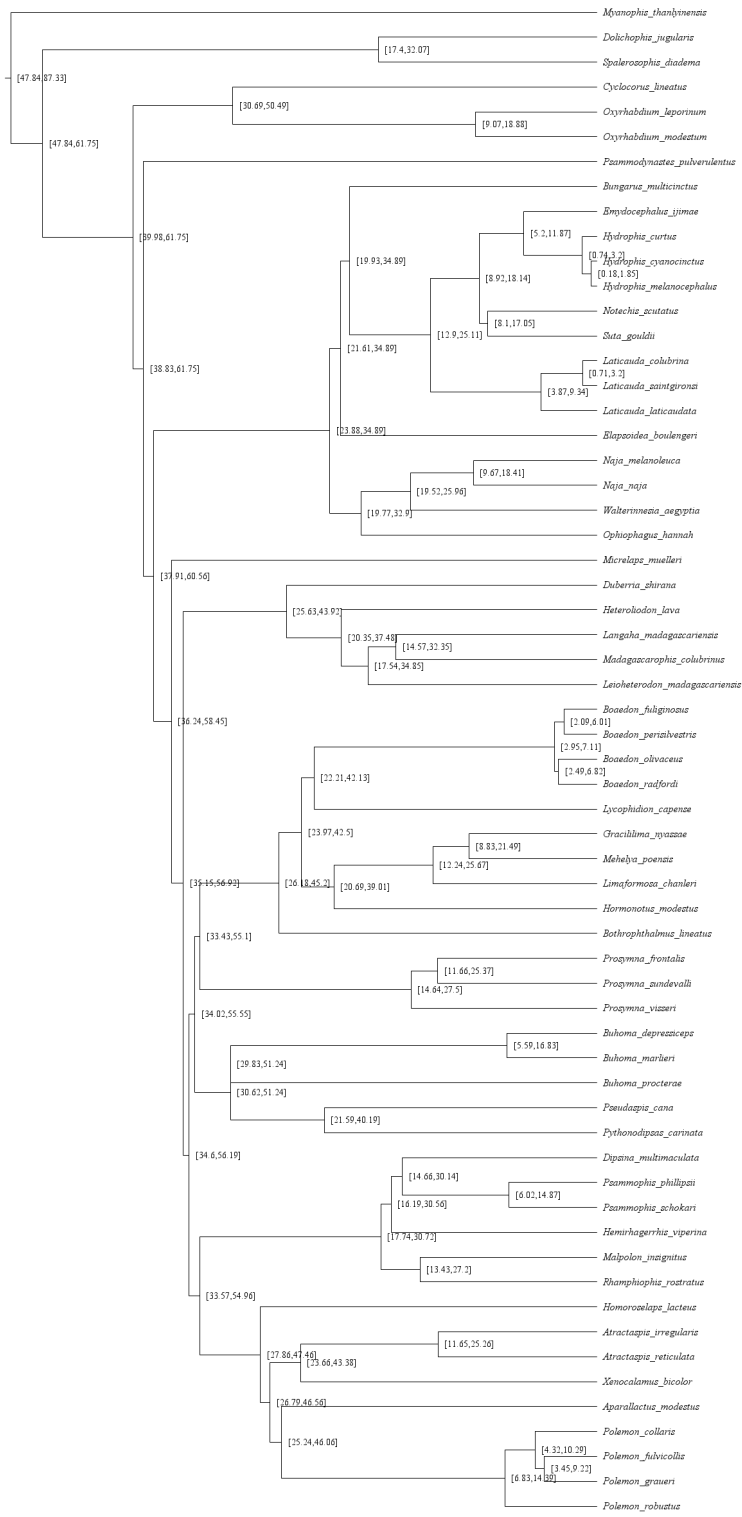 Myanophis_thanlyinensis
Dolichophis_jugularis
[17.4,32.07]
Spalerosophis_diadema
[47.84,87.33]
Cyclocorus_lineatus
[30.69,50.49]
Oxyrhabdium_leporinum
[9.07,18.88]
Oxyrhabdium_modestum
[47.84,61.75]
Psammodynastes_pulverulentus
Bungarus_multicinctus
Emydocephalus_ijimae
[5.2,11.87]
Hydrophis_curtus
[39.98,61.75]
[0.74,3.2]
Hydrophis_cyanocinctus
[19.93,34.89]
[0.18,1.85]
[8.92,18.14]
Hydrophis_melanocephalus
Notechis_scutatus
[8.1,17.05]
Suta_gouldii
[12.9,25.11]
[21.61,34.89]
Laticauda_colubrina
[38.83,61.75]
[0.71,3.2]
Laticauda_saintgironsi
[3.87,9.34]
Laticauda_laticaudata
[23.88,34.89]
Elapsoidea_boulengeri
Naja_melanoleuca
[9.67,18.41]
Naja_naja
[19.52,25.96]
Walterinnesia_aegyptia
[19.77,32.9]
Ophiophagus_hannah
Micrelaps_muelleri
[37.91,60.56]
Duberria_shirana
[25.63,43.92]
Heteroliodon_lava
Langaha_madagascariensis
[20.35,37.48]
[14.57,32.35]
Madagascarophis_colubrinus
[17.54,34.85]
Leioheterodon_madagascariensis
Boaedon_fuliginosus
[36.24,58.45]
[2.09,6.01]
Boaedon_perisilvestris
[2.95,7.11]
Boaedon_olivaceus
[2.49,6.82]
[22.21,42.13]
Boaedon_radfordi
Lycophidion_capense
[23.97,42.5]
Gracililima_nyassae
[8.83,21.49]
Mehelya_poensis
[12.24,25.67]
[35.15,56.92]
[26.18,45.2]
Limaformosa_chanleri
[20.69,39.01]
Hormonotus_modestus
[33.43,55.1]
Bothrophthalmus_lineatus
Prosymna_frontalis
[11.66,25.37]
Prosymna_sundevalli
[14.64,27.5]
Prosymna_visseri
[34.02,55.55]
Buhoma_depressiceps
[5.59,16.83]
Buhoma_marlieri
[29.83,51.24]
Buhoma_procterae
[30.62,51.24]
Pseudaspis_cana
[21.59,40.19]
Pythonodipsas_carinata
[34.6,56.19]
Dipsina_multimaculata
[14.66,30.14]
Psammophis_phillipsii
[6.02,14.87]
[16.19,30.56]
Psammophis_schokari
Hemirhagerrhis_viperina
[17.74,30.72]
Malpolon_insignitus
[13.43,27.2]
Rhamphiophis_rostratus
[33.57,54.96]
Homoroselaps_lacteus
Atractaspis_irregularis
[11.65,25.26]
[27.86,47.46]
Atractaspis_reticulata
[23.66,43.38]
Xenocalamus_bicolor
[26.79,46.56]
Aparallactus_modestus
Polemon_collaris
[25.24,46.06]
[4.32,10.29]
Polemon_fulvicollis
[3.45,9.22]
[6.83,14.39]
Polemon_graueri
Polemon_robustus